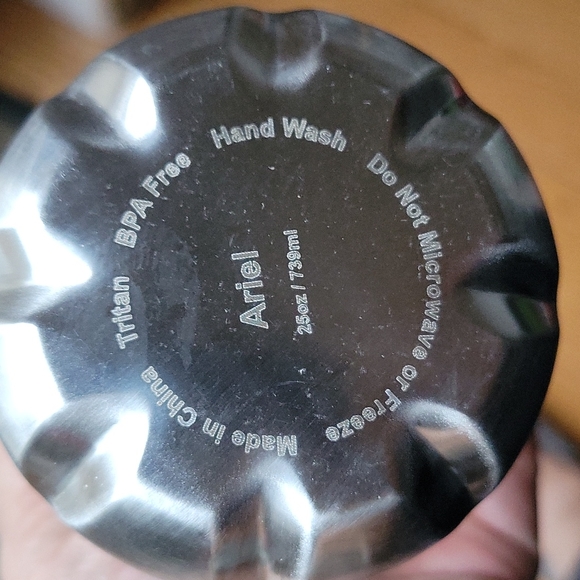 Hand Wash
Do Not Microwave or Freeze
Made in China
Tritan
BPA Free
Ariel
25oz / 739ml